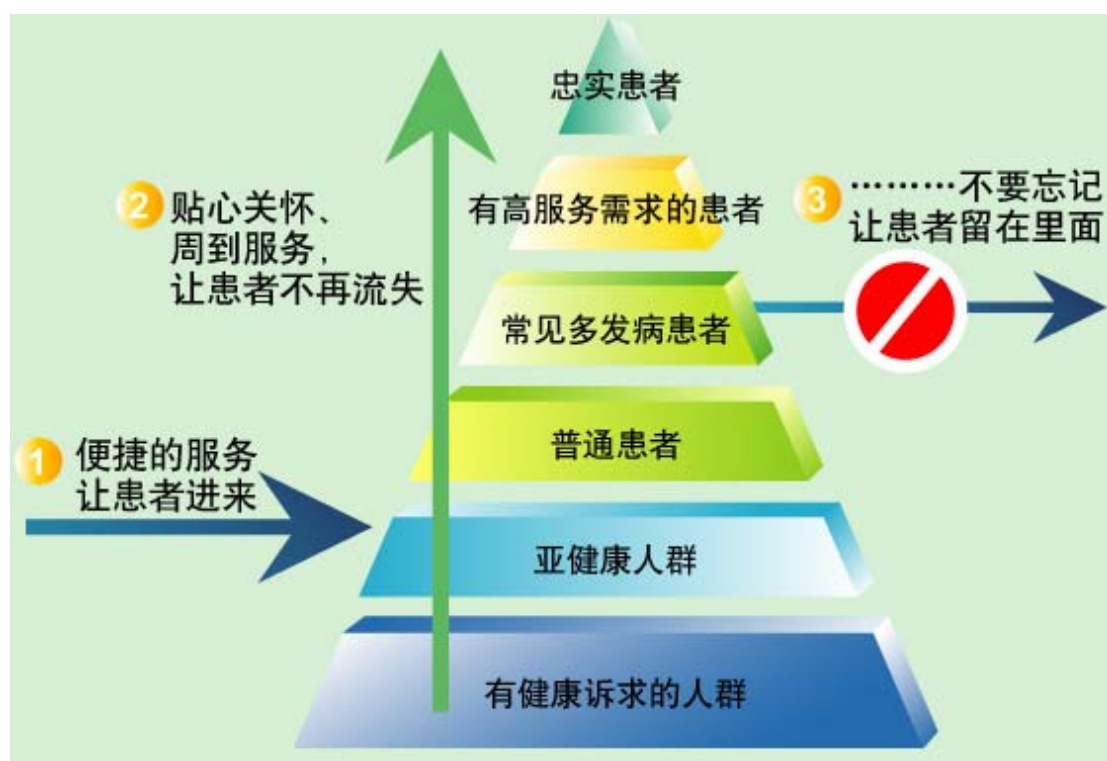 忠实患者
有高服务需求的患者
常见多发病患者
普通患者
亚健康人群
有健康诉求的人群
1 便捷的服务
让患者进来
2 贴心关怀、
周到服务,
让患者不再流失
3 ………不要忘记
让患者留在里面